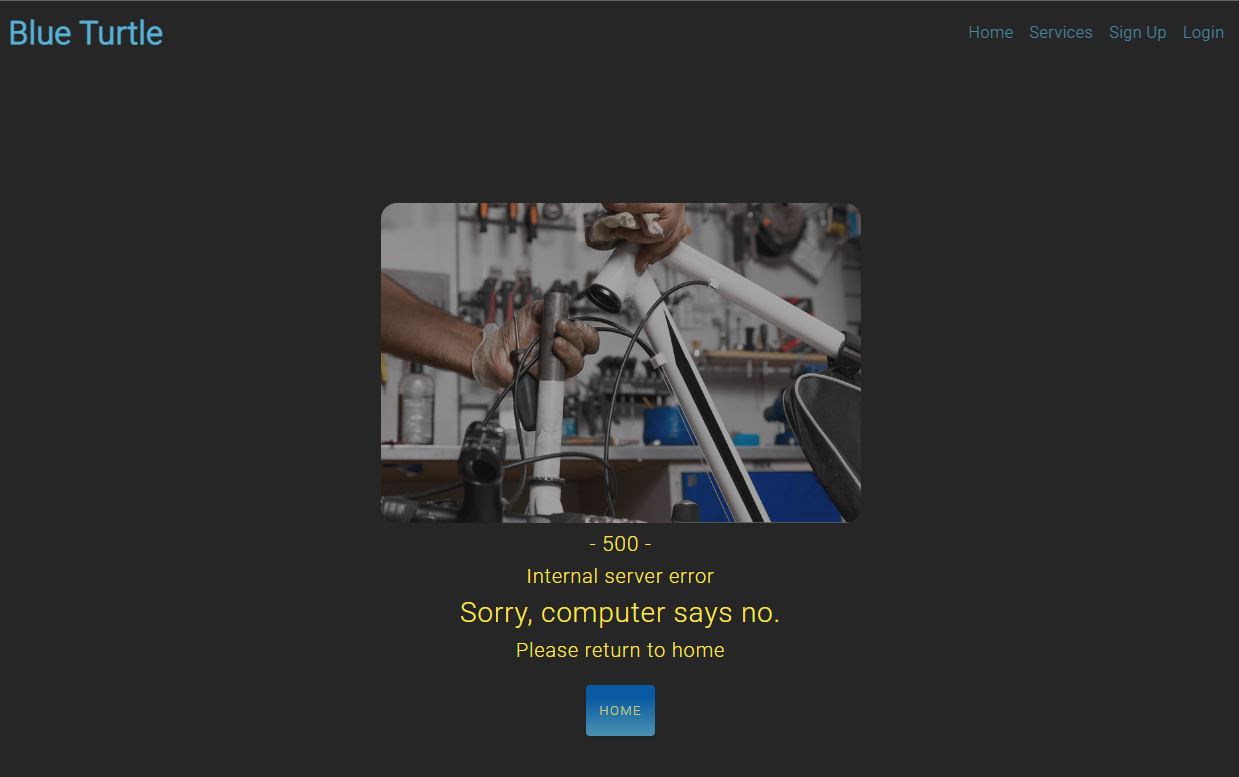 Blue Turtle
Home Services Sign Up Login
- 500 -
Internal server error
Sorry, computer says no.
Please return to home
HOME